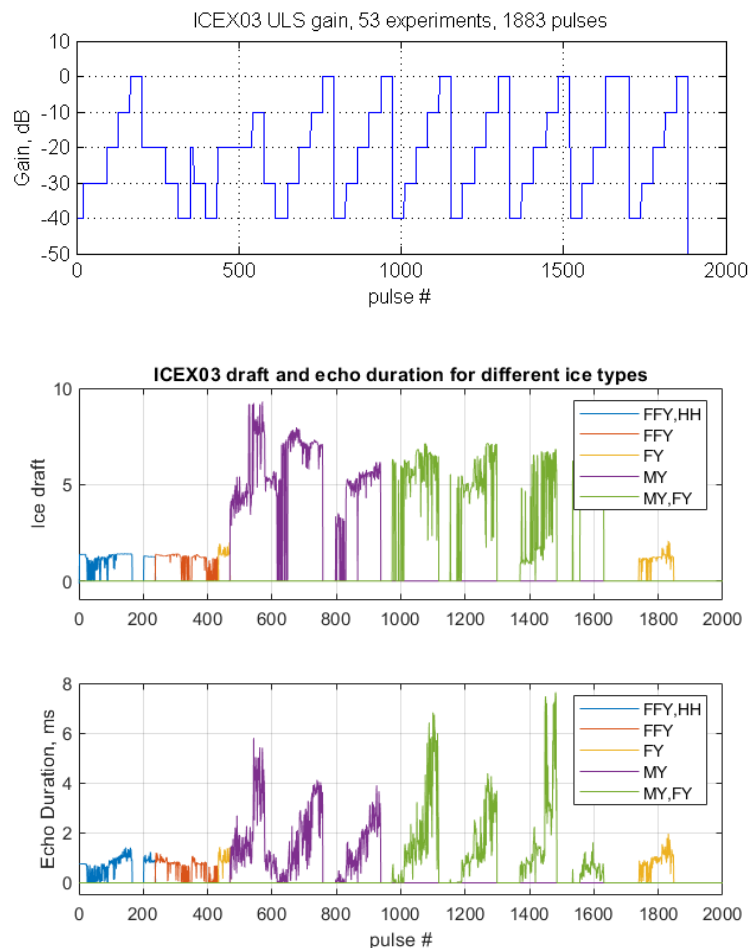 ICEX03 ULS gain, 53 experiments, 1883 pulses
Gain, dB
10
0
-10
-20
-30
-40
-50
0 500 1000 1500 2000
pulse #
ICEX03 draft and echo duration for different ice types
Ice draft
10
5
0
FFY,HH
FFY
FY
MY
MY,FY
0 200 400 600 800 1000 1200 1400 1600 1800 2000
Echo Duration, ms
8
6
4
2
0
FFY,HH
FFY
FY
MY
MY,FY
0 200 400 600 800 1000 1200 1400 1600 1800 2000
pulse #